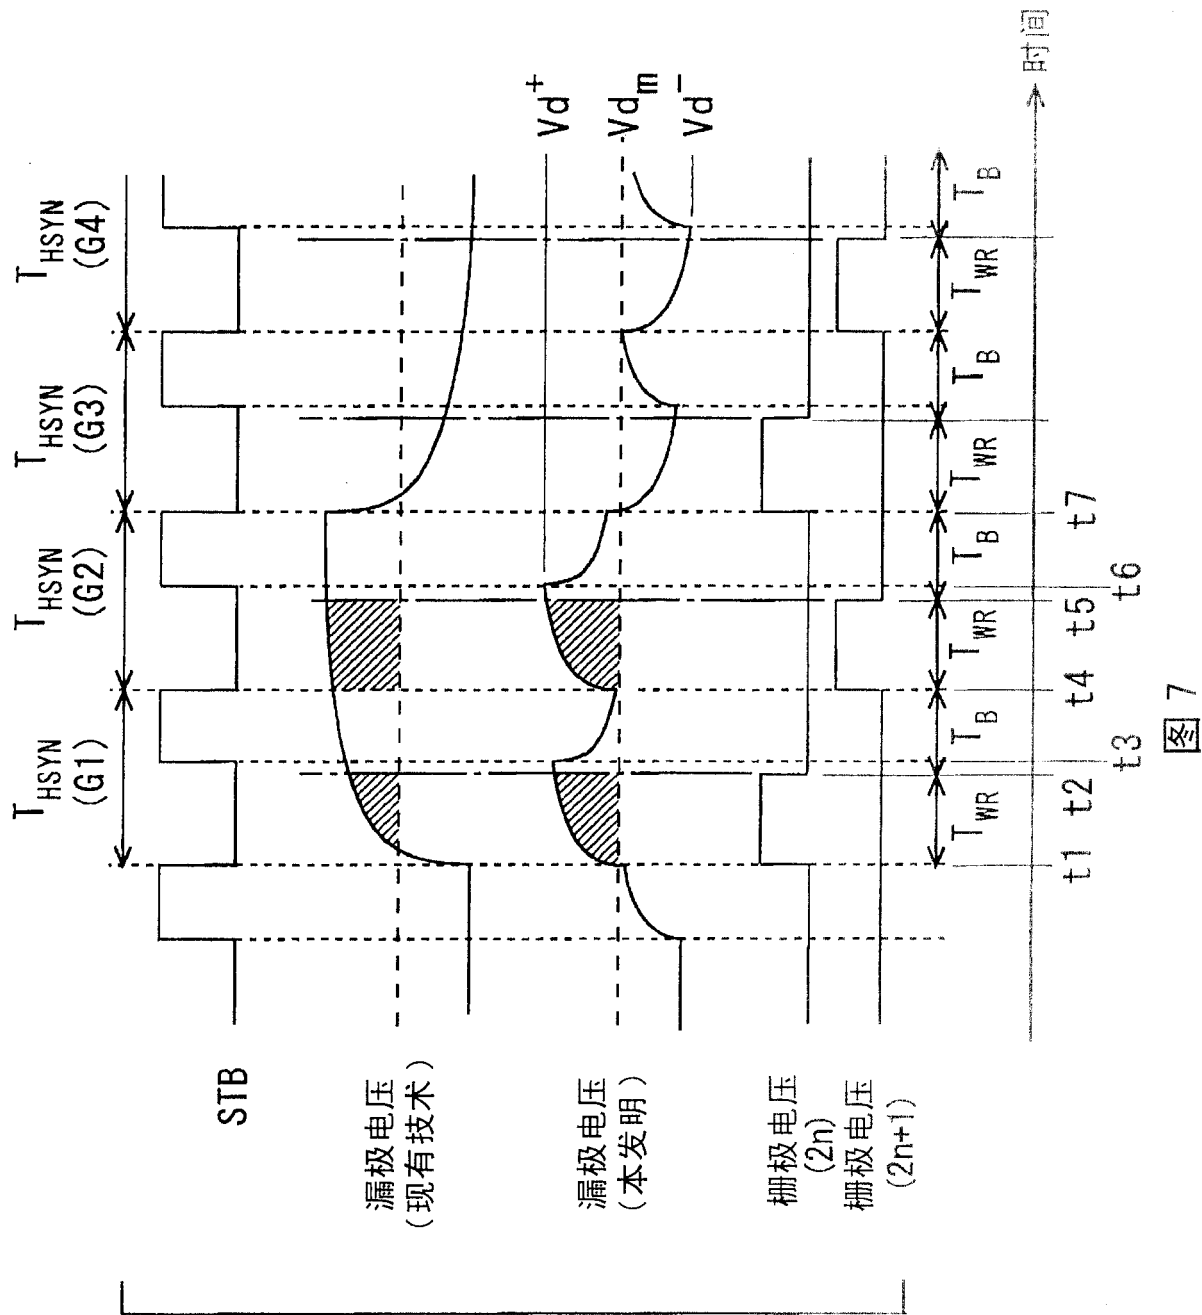 T_HSYN (G1)
T_HSYN (G2)
T_HSYN (G3)
T_HSYN (G4)
STB
漏极电压
(现有技术)
漏极电压
(本发明)
Vd+
Vdm
Vd-
栅极电压
(2n)
栅极电压
(2n+1)
T_WR T_B T_WR T_B T_WR T_B T_WR T_B
t1 t2 t3 t4 t5 t6 t7
时间
图 7